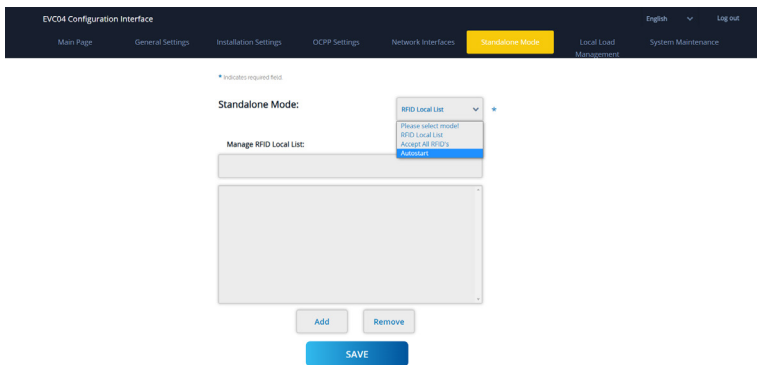 EVC04 Configuration Interface
English
Log out
Main Page
General Settings
Installation Settings
OCPP Settings
Network Interfaces
Standalone Mode
Local Load
Management
System Maintenance
* Indicates required field.
Standalone Mode:
RFID Local List
*
Please select mode!
RFID Local List
Accept All RFID's
Autostart
Manage RFID Local List:
Add
Remove
SAVE